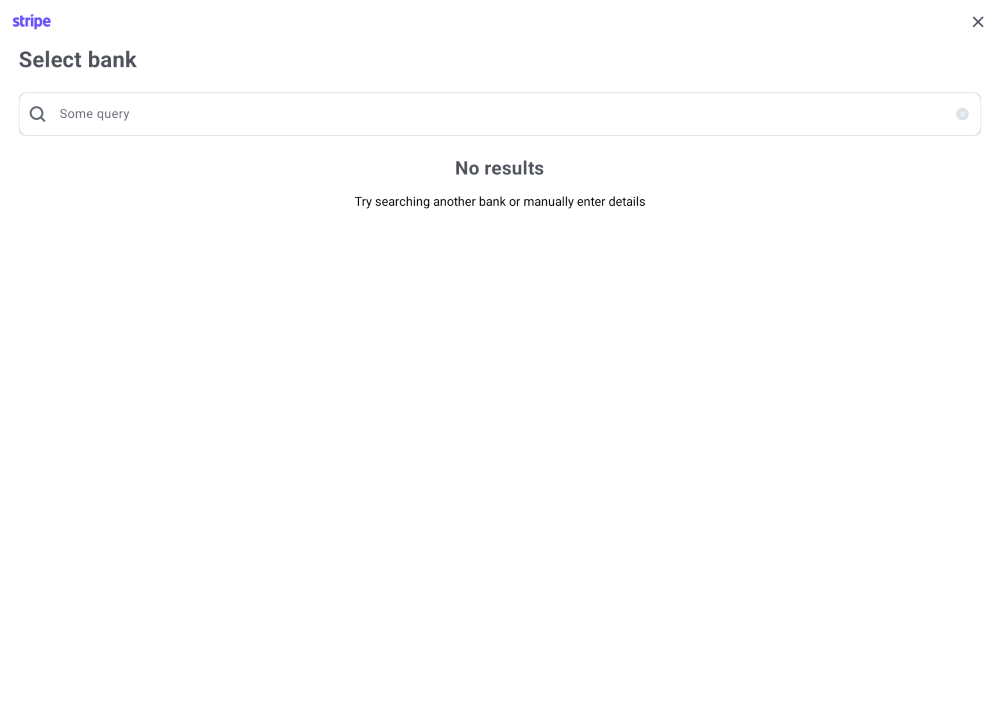 stripe
Select bank
Some query
No results
Try searching another bank or manually enter details